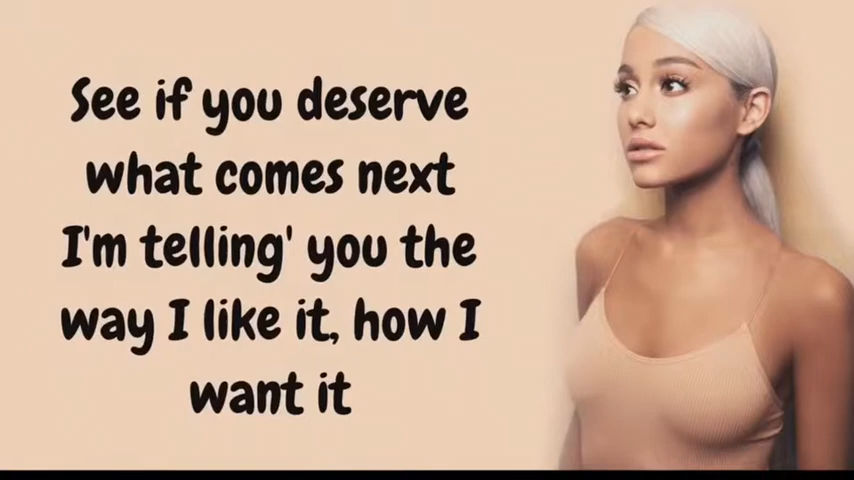 See if you deserve
what comes next
I'm telling' you the
way I like it, how I
want it